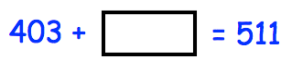 403 + = 511